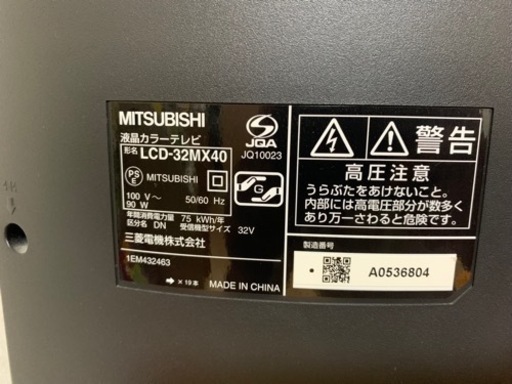 MITSUBISHI
液晶カラーテレビ
形名 LCD-32MX40
PS E MITSUBISHI
100 V～ 50/60 Hz
90 W
年間消費電力量 75 kWh/年
区分名 DN 受信機型サイズ 32V
三菱電機株式会社
1EM432463
× 19本
MADE IN CHINA
JQA
JQ10023
G
警告
高圧注意
うらぶたをあけないこと。
内部には高電圧部分が数多く
あり万一さわると危険です。
製造番号
A0536804